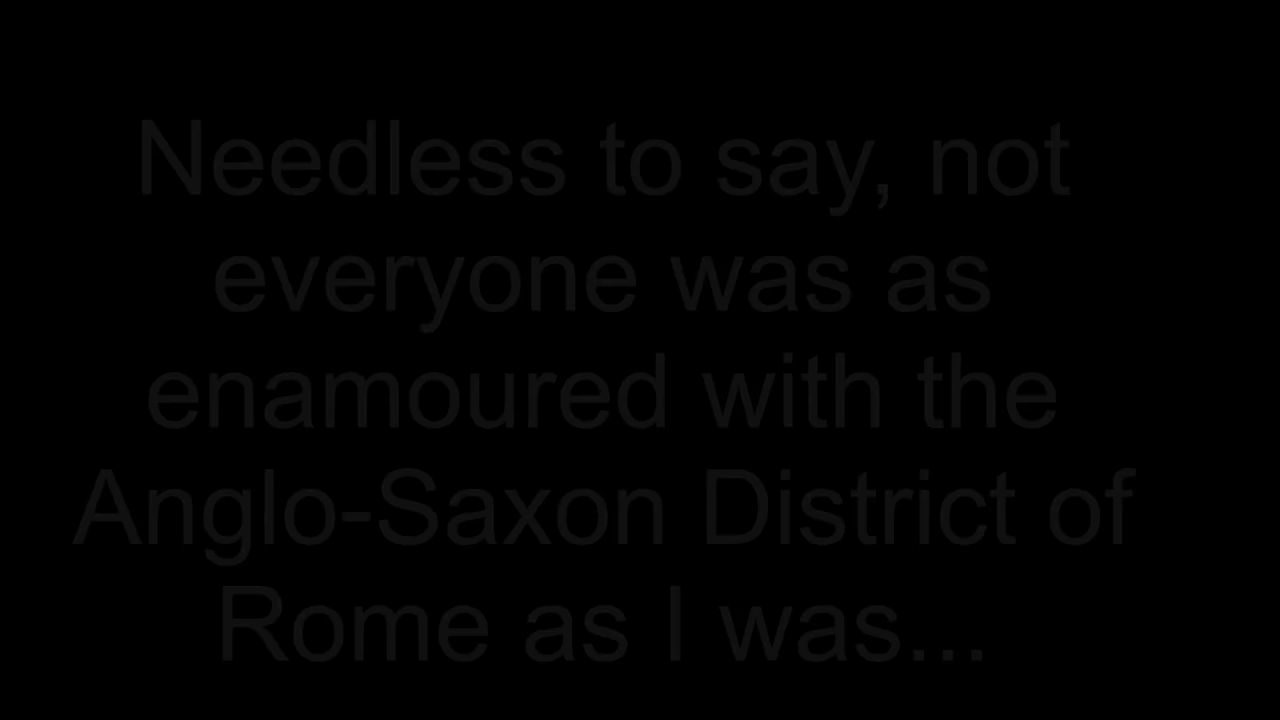 Needless to say, not
everyone was as
enamoured with the
Anglo-Saxon District of
Rome as I was...